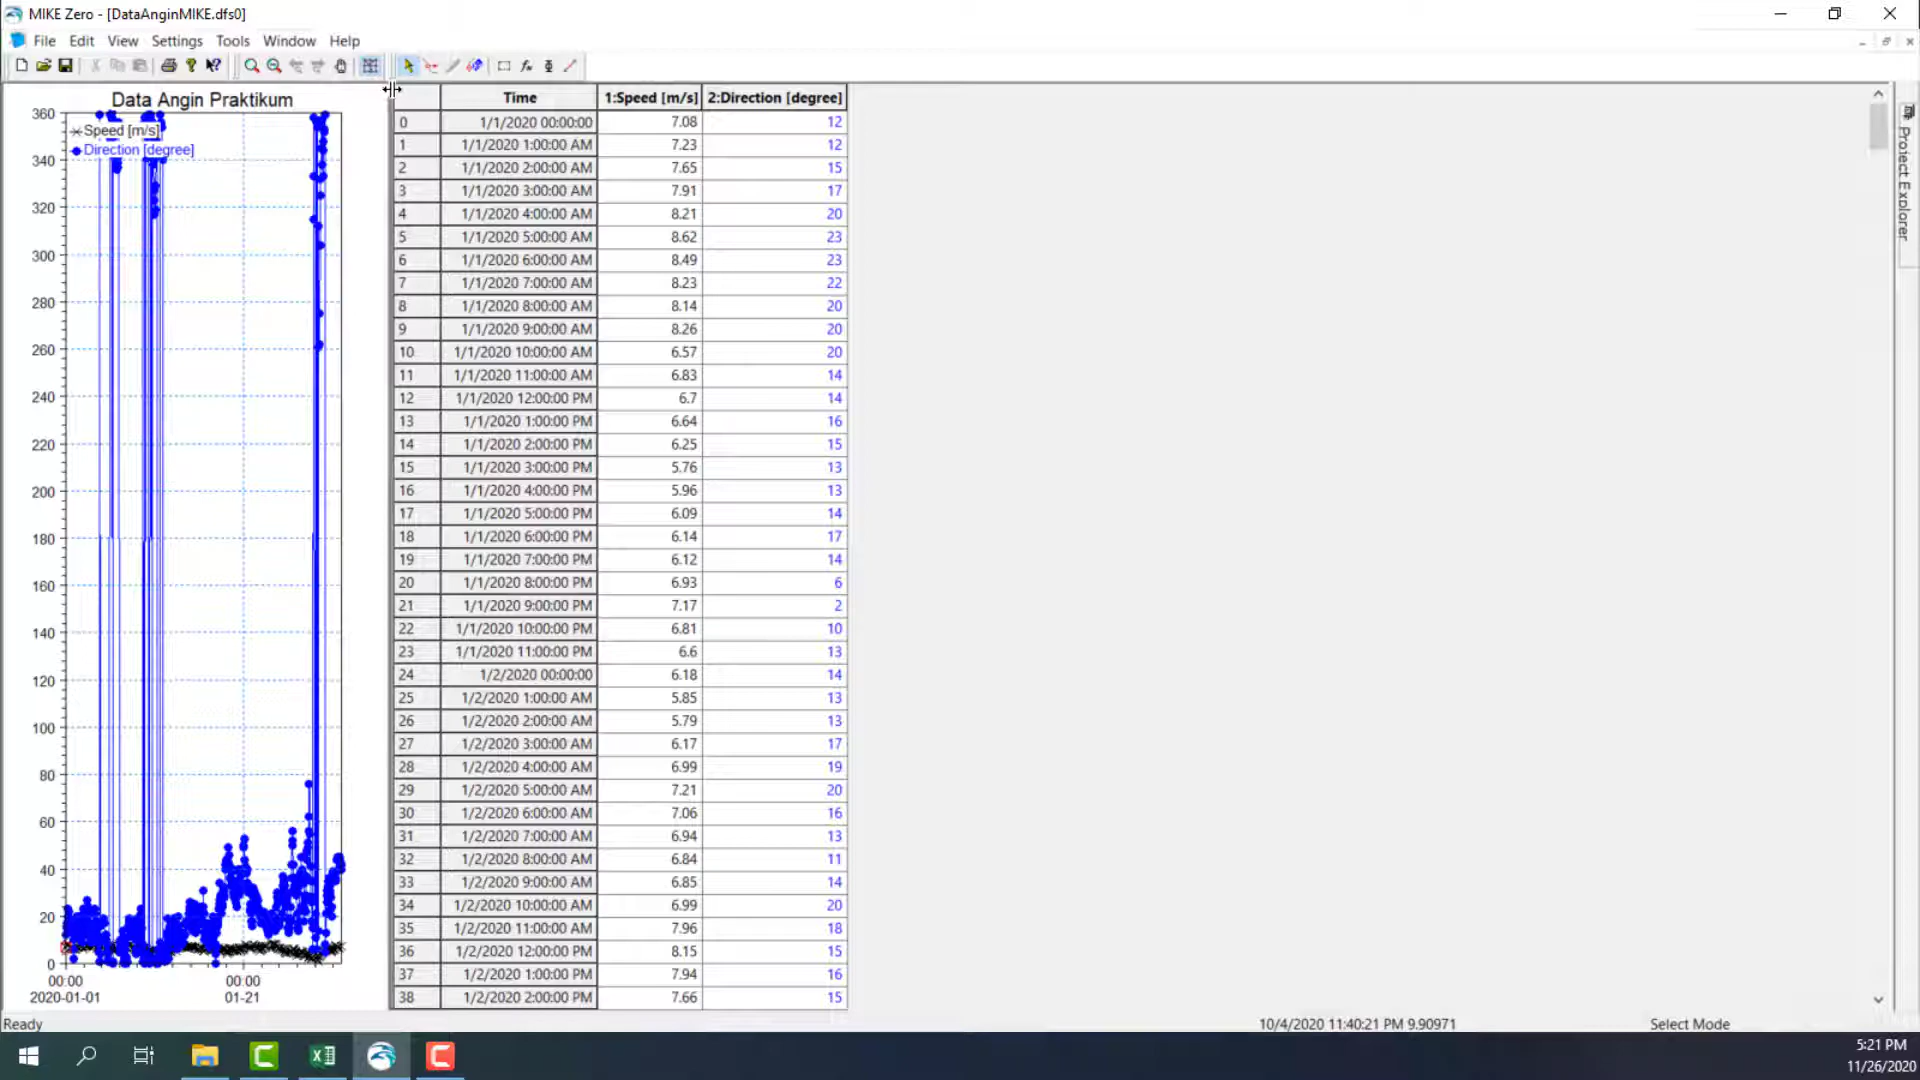 MIKE Zero - [DataAnginMIKE.dfs0]
File Edit View Settings Tools Window Help
Data Angin Praktikum
Speed [m/s]
Direction [degree]
360
340
320
300
280
260
240
220
200
180
160
140
120
100
80
60
40
20
0
00:00 00:00
2020-01-01 01-21
Time 1:Speed [m/s] 2:Direction [degree]
0 1/1/2020 00:00:00 7.08 12
1 1/1/2020 1:00:00 AM 7.23 12
2 1/1/2020 2:00:00 AM 7.65 15
3 1/1/2020 3:00:00 AM 7.91 17
4 1/1/2020 4:00:00 AM 8.21 20
5 1/1/2020 5:00:00 AM 8.62 23
6 1/1/2020 6:00:00 AM 8.49 23
7 1/1/2020 7:00:00 AM 8.23 22
8 1/1/2020 8:00:00 AM 8.14 20
9 1/1/2020 9:00:00 AM 8.26 20
10 1/1/2020 10:00:00 AM 6.57 20
11 1/1/2020 11:00:00 AM 6.83 14
12 1/1/2020 12:00:00 PM 6.7 14
13 1/1/2020 1:00:00 PM 6.64 16
14 1/1/2020 2:00:00 PM 6.25 15
15 1/1/2020 3:00:00 PM 5.76 13
16 1/1/2020 4:00:00 PM 5.96 13
17 1/1/2020 5:00:00 PM 6.09 14
18 1/1/2020 6:00:00 PM 6.14 17
19 1/1/2020 7:00:00 PM 6.12 14
20 1/1/2020 8:00:00 PM 6.93 6
21 1/1/2020 9:00:00 PM 7.17 2
22 1/1/2020 10:00:00 PM 6.81 10
23 1/1/2020 11:00:00 PM 6.6 13
24 1/2/2020 00:00:00 6.18 14
25 1/2/2020 1:00:00 AM 5.85 13
26 1/2/2020 2:00:00 AM 5.79 13
27 1/2/2020 3:00:00 AM 6.17 17
28 1/2/2020 4:00:00 AM 6.99 19
29 1/2/2020 5:00:00 AM 7.21 20
30 1/2/2020 6:00:00 AM 7.06 16
31 1/2/2020 7:00:00 AM 6.94 13
32 1/2/2020 8:00:00 AM 6.84 11
33 1/2/2020 9:00:00 AM 6.85 14
34 1/2/2020 10:00:00 AM 6.99 20
35 1/2/2020 11:00:00 AM 7.96 18
36 1/2/2020 12:00:00 PM 8.15 15
37 1/2/2020 1:00:00 PM 7.94 16
38 1/2/2020 2:00:00 PM 7.66 15
Project Explorer
Ready 10/4/2020 11:40:21 PM 9.90971 Select Mode
5:21 PM
11/26/2020